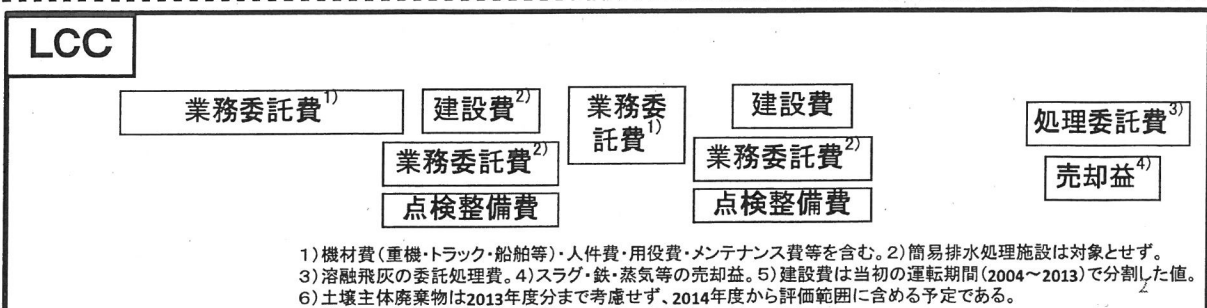 LCC
業務委託費1)
建設費2)
業務委託費2)
点検整備費
業務委
託費1)
建設費
業務委託費2)
点検整備費
処理委託費3)
売却益4)
1)機材費(重機・トラック・船舶等)・人件費・用役費・メンテナンス費等を含む。2)簡易排水処理施設は対象とせず。
3)溶融飛灰の委託処理費。4)スラグ・鉄・蒸気等の売却益。5)建設費は当初の運転期間(2004~2013)で分割した値。
6)土壌主体廃棄物は2013年度分まで考慮せず、2014年度から評価範囲に含める予定である。